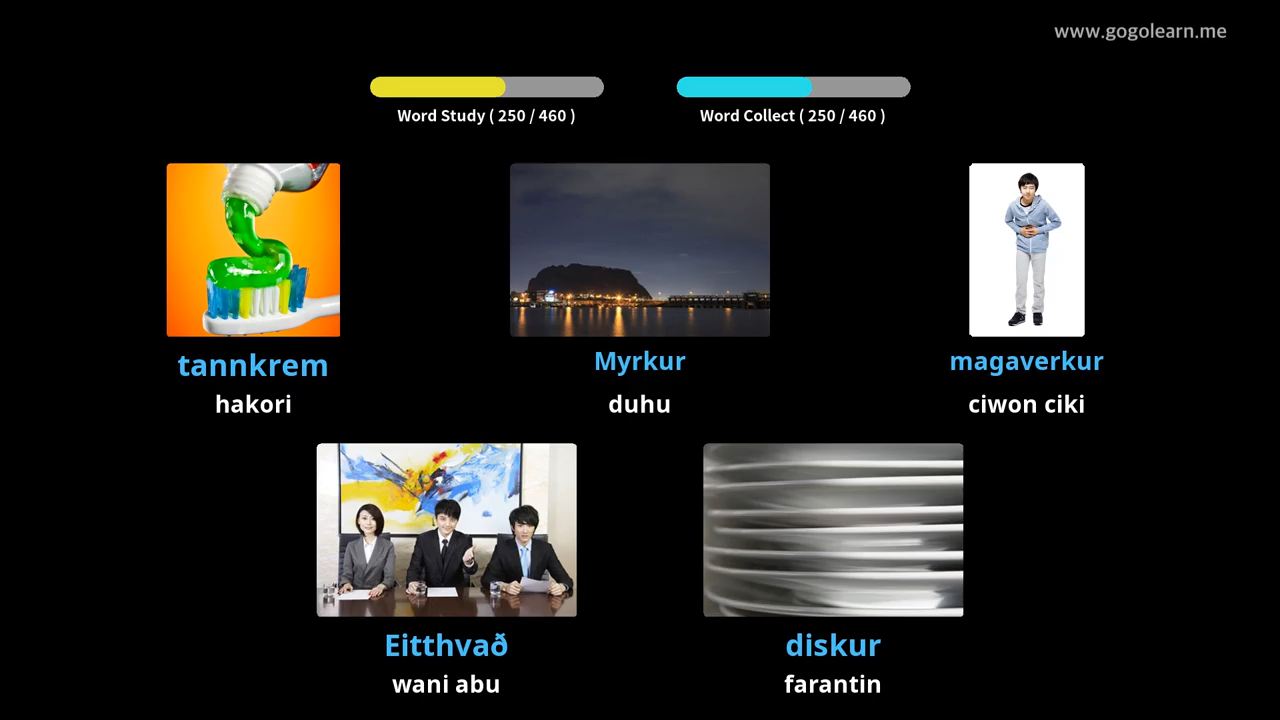 www.gogolearn.me
Word Study ( 250 / 460 )
Word Collect ( 250 / 460 )
tannkrem
hakori
Myrkur
duhu
magaverkur
ciwon ciki
Eitthvað
wani abu
diskur
farantin